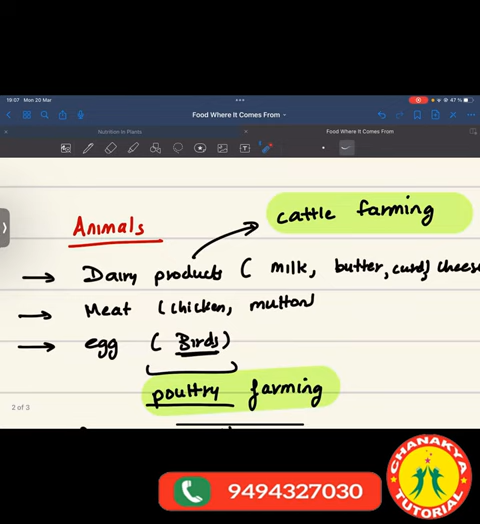 18:07 Mon 20 Mar
47%
Food Where It Comes From
Nutrition in Plants
Food Where It Comes From
cattle farming
Animals
→ Dairy products ( milk, butter, curd) cheese
→ Meat (chicken, mutton)
→ egg (Birds)
poultry farming
2 of 3
9494327030
CHANAKYA
TUTORIAL